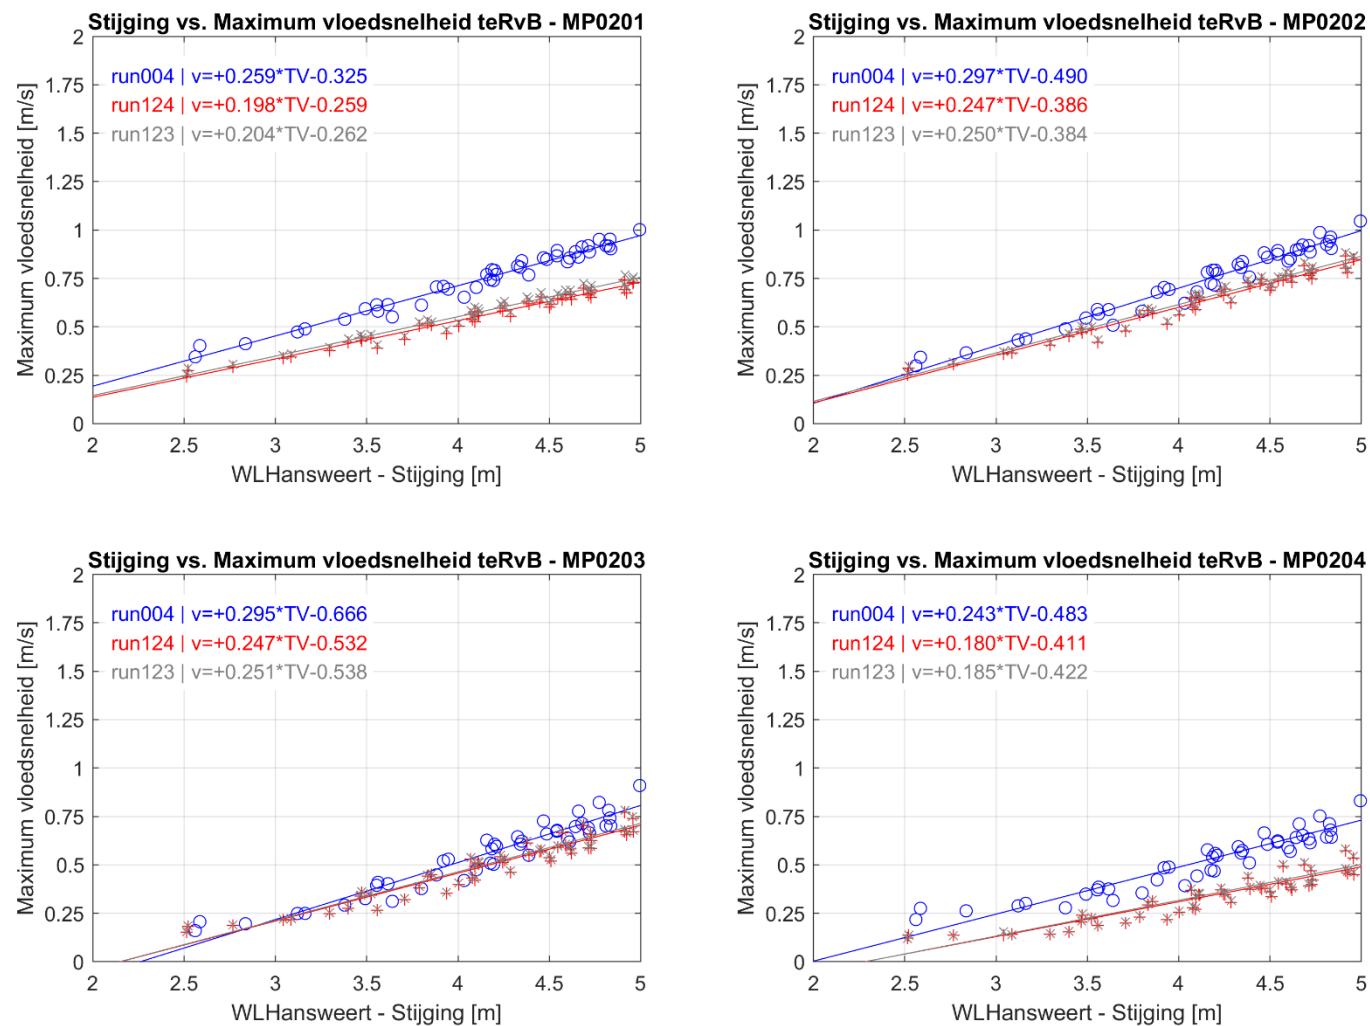 Stijging vs. Maximum vloedsnelheid teRvB - MP0201
2
1.75
1.5
1.25
1
0.75
0.5
0.25
0
Maximum vloedsnelheid [m/s]
run004 | v=+0.259*TV-0.325
run124 | v=+0.198*TV-0.259
run123 | v=+0.204*TV-0.262
2 2.5 3 3.5 4 4.5 5
WLHansweert - Stijging [m]
Stijging vs. Maximum vloedsnelheid teRvB - MP0202
2
1.75
1.5
1.25
1
0.75
0.5
0.25
0
Maximum vloedsnelheid [m/s]
run004 | v=+0.297*TV-0.490
run124 | v=+0.247*TV-0.386
run123 | v=+0.250*TV-0.384
2 2.5 3 3.5 4 4.5 5
WLHansweert - Stijging [m]
Stijging vs. Maximum vloedsnelheid teRvB - MP0203
2
1.75
1.5
1.25
1
0.75
0.5
0.25
0
Maximum vloedsnelheid [m/s]
run004 | v=+0.295*TV-0.666
run124 | v=+0.247*TV-0.532
run123 | v=+0.251*TV-0.538
2 2.5 3 3.5 4 4.5 5
WLHansweert - Stijging [m]
Stijging vs. Maximum vloedsnelheid teRvB - MP0204
2
1.75
1.5
1.25
1
0.75
0.5
0.25
0
Maximum vloedsnelheid [m/s]
run004 | v=+0.243*TV-0.483
run124 | v=+0.180*TV-0.411
run123 | v=+0.185*TV-0.422
2 2.5 3 3.5 4 4.5 5
WLHansweert - Stijging [m]